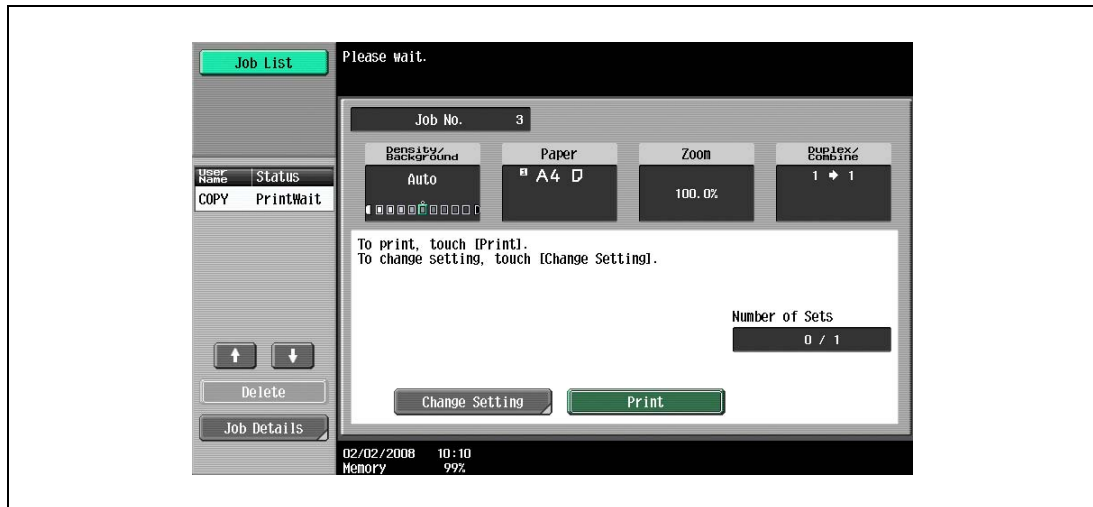 Job List
Please wait.
Job No. 3
Density/
Background
Paper
Zoom
Duplex/
Combine
Auto
1 A4
100.0%
1 → 1
User
Name
Status
COPY PrintWait
To print, touch [Print].
To change setting, touch [Change Setting].
Number of Sets
0 / 1
Delete
Change Setting
Print
Job Details
02/02/2008 10:10
Memory 99%